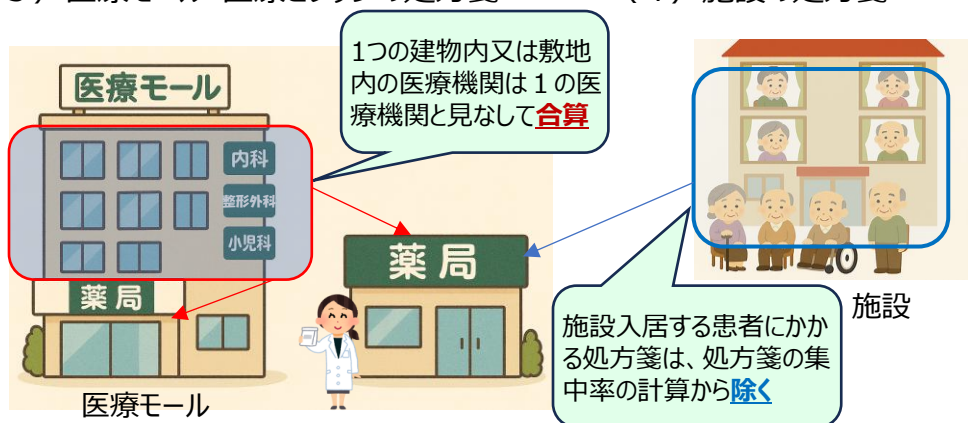 医療モール
内科
整形外科
小児科
薬局
医療モール
1つの建物内又は敷地
内の医療機関は１の医
療機関と見なして合算
薬局
施設
施設入居する患者にかか
る処方箋は、処方箋の集
中率の計算から除く